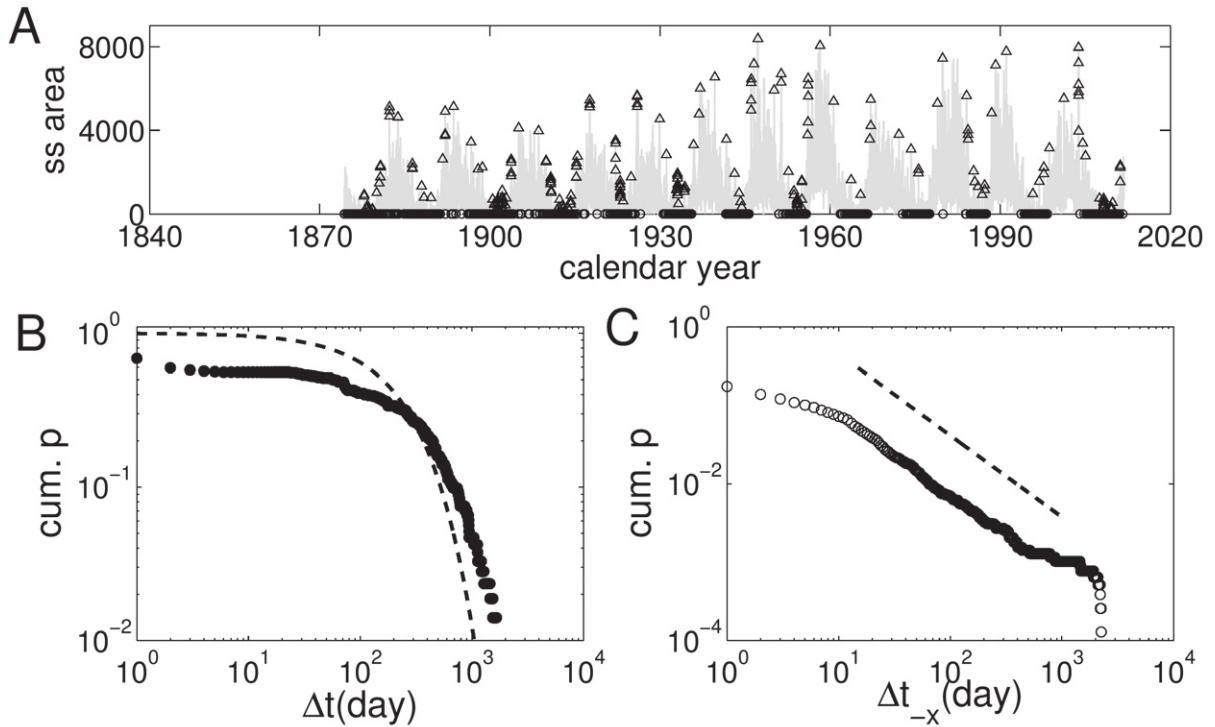 A
ss area
8000
4000
0
1840 1870 1900 1930 1960 1990 2020
calendar year
B
cum. p
10^0
10^-1
10^-2
10^0 10^1 10^2 10^3 10^4
Δt(day)
C
cum. p
10^0
10^-2
10^-4
10^0 10^1 10^2 10^3 10^4
Δt_-x(day)